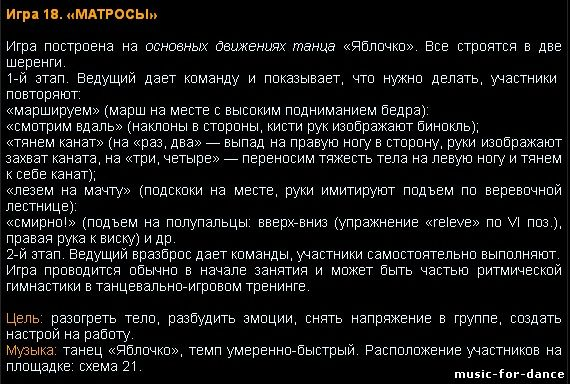 Игра 18. «МАТРОСЫ»
Игра построена на основных движениях танца «Яблочко». Все строятся в две
шеренги.
1-й этап. Ведущий дает команду и показывает, что нужно делать, участники
повторяют:
«маршируем» (марш на месте с высоким подниманием бедра):
«смотрим вдаль» (наклоны в стороны, кисти рук изображают бинокль);
«тянем канат» (на «раз, два» — выпад на правую ногу в сторону, руки изображают
захват каната, на «три, четыре» — переносим тяжесть тела на левую ногу и тянем
к себе канат);
«лезем на мачту» (подскоки на месте, руки имитируют подъем по веревочной
лестнице):
«смирно!» (подъем на полупальцы: вверх-вниз (упражнение «releve» по VI поз.),
правая рука к виску) и др.
2-й этап. Ведущий вразброс дает команды, участники самостоятельно выполняют.
Игра проводится обычно в начале занятия и может быть частью ритмической
гимнастики в танцевально-игровом тренинге.
Цель: разогреть тело, разбудить эмоции, снять напряжение в группе, создать
настрой на работу.
Музыка: танец «Яблочко», темп умеренно-быстрый. Расположение участников на
площадке: схема 21.
music-for-dance